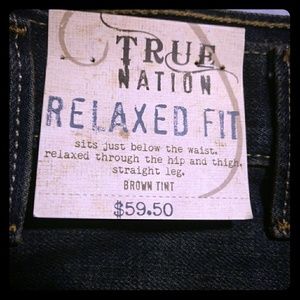 TRUE
NATION
RELAXED FIT
sits just below the waist.
relaxed through the hip and thigh.
straight leg.
BROWN TINT
$59.50